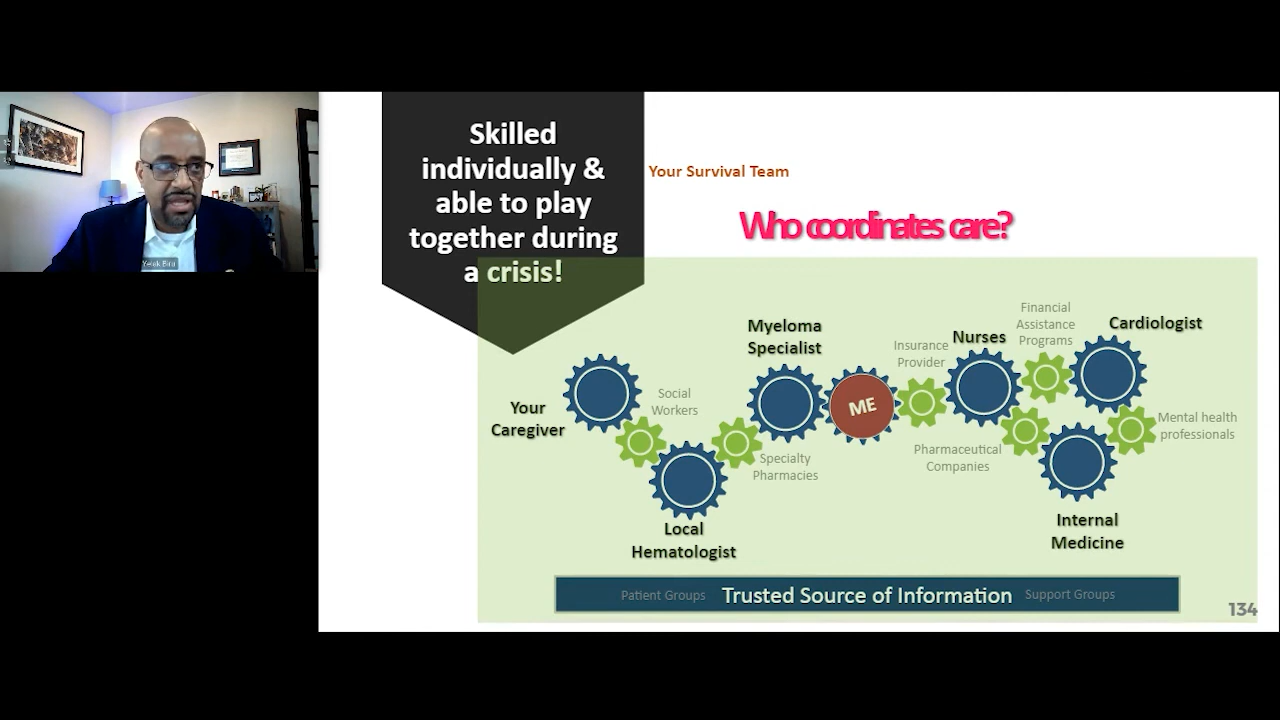 Skilled
individually &
able to play
together during
a crisis!
Your Survival Team
Who coordinates care?
Yelak Biru
Your
Caregiver
Social
Workers
Local
Hematologist
Specialty
Pharmacies
Myeloma
Specialist
ME
Insurance
Provider
Nurses
Pharmaceutical
Companies
Financial
Assistance
Programs
Cardiologist
Mental health
professionals
Internal
Medicine
Patient Groups Trusted Source of Information Support Groups
134